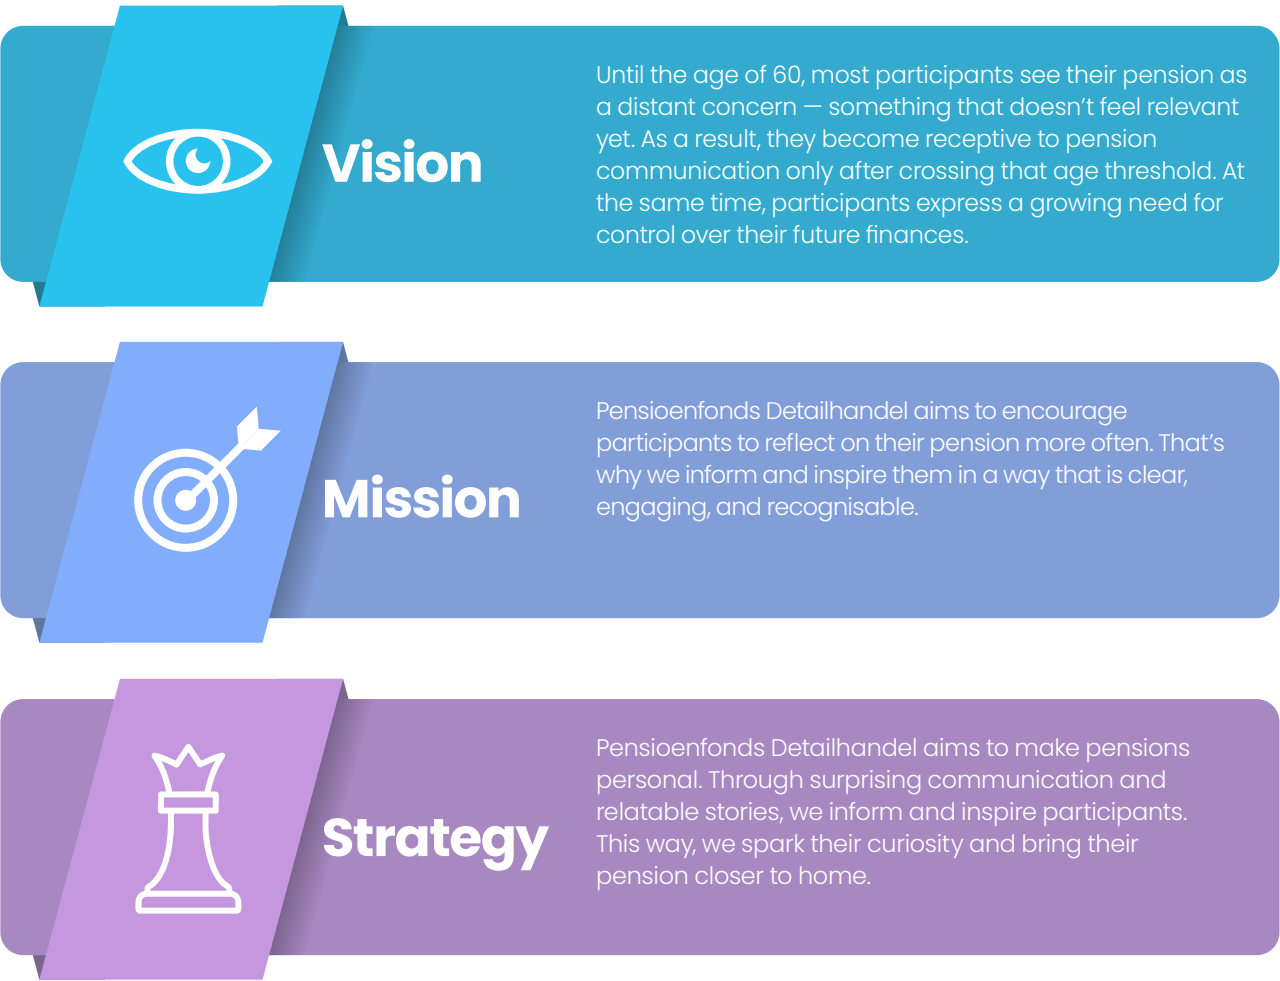 Vision
Until the age of 60, most participants see their pension as
a distant concern — something that doesn’t feel relevant
yet. As a result, they become receptive to pension
communication only after crossing that age threshold. At
the same time, participants express a growing need for
control over their future finances.
Mission
Pensioenfonds Detailhandel aims to encourage
participants to reflect on their pension more often. That’s
why we inform and inspire them in a way that is clear,
engaging, and recognisable.
Strategy
Pensioenfonds Detailhandel aims to make pensions
personal. Through surprising communication and
relatable stories, we inform and inspire participants.
This way, we spark their curiosity and bring their
pension closer to home.